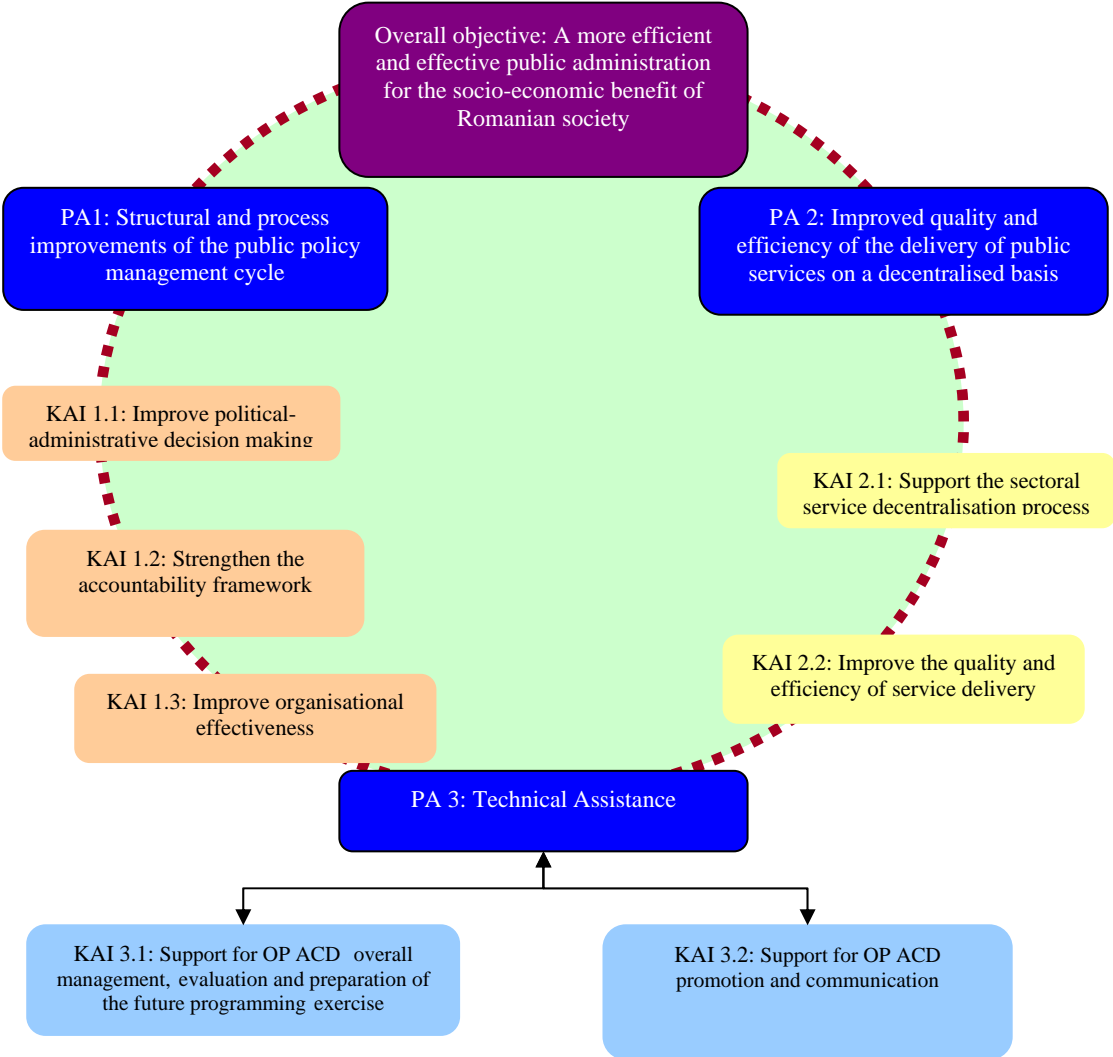 Overall objective: A more efficient
and effective public administration
for the socio-economic benefit of
Romanian society
PA1: Structural and process
improvements of the public policy
management cycle
PA 2: Improved quality and
efficiency of the delivery of public
services on a decentralised basis
KAI 1.1: Improve political-
administrative decision making
KAI 2.1: Support the sectoral
service decentralisation process
KAI 1.2: Strengthen the
accountability framework
KAI 2.2: Improve the quality and
efficiency of service delivery
KAI 1.3: Improve organisational
effectiveness
PA 3: Technical Assistance
KAI 3.1: Support for OP ACD overall
management, evaluation and preparation of
the future programming exercise
KAI 3.2: Support for OP ACD
promotion and communication